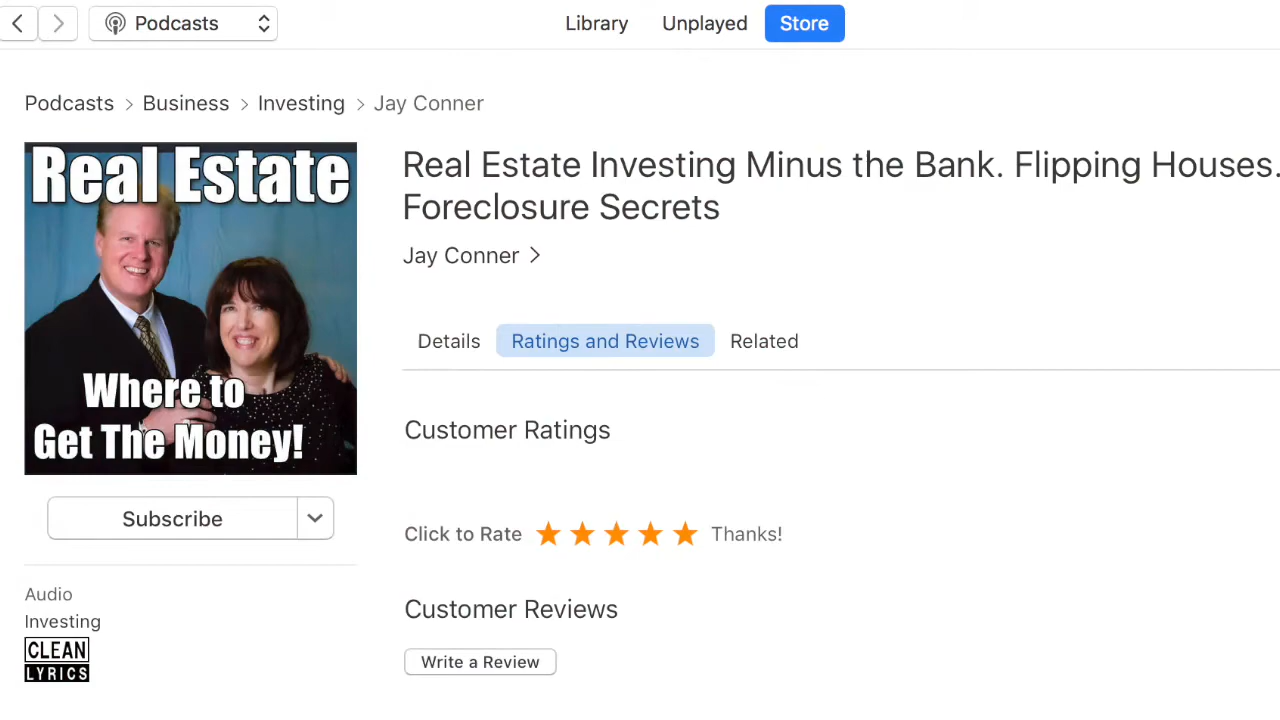 Podcasts
Library
Unplayed
Store
Podcasts > Business > Investing > Jay Conner
Real Estate
Where to
Get The Money!
Real Estate Investing Minus the Bank. Flipping Houses.
Foreclosure Secrets
Jay Conner >
Details
Ratings and Reviews
Related
Customer Ratings
Subscribe
Click to Rate ★ ★ ★ ★ ★ Thanks!
Audio
Investing
CLEAN
LYRICS
Customer Reviews
Write a Review